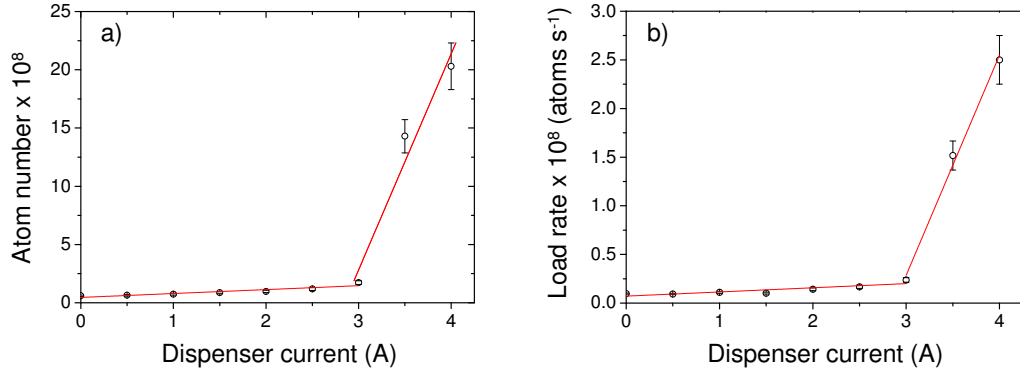 a)
Atom number x 10⁸
25
20
15
10
5
0
0 1 2 3 4
Dispenser current (A)
b)
Load rate x 10⁸ (atoms s⁻¹)
3.0
2.5
2.0
1.5
1.0
0.5
0.0
0 1 2 3 4
Dispenser current (A)